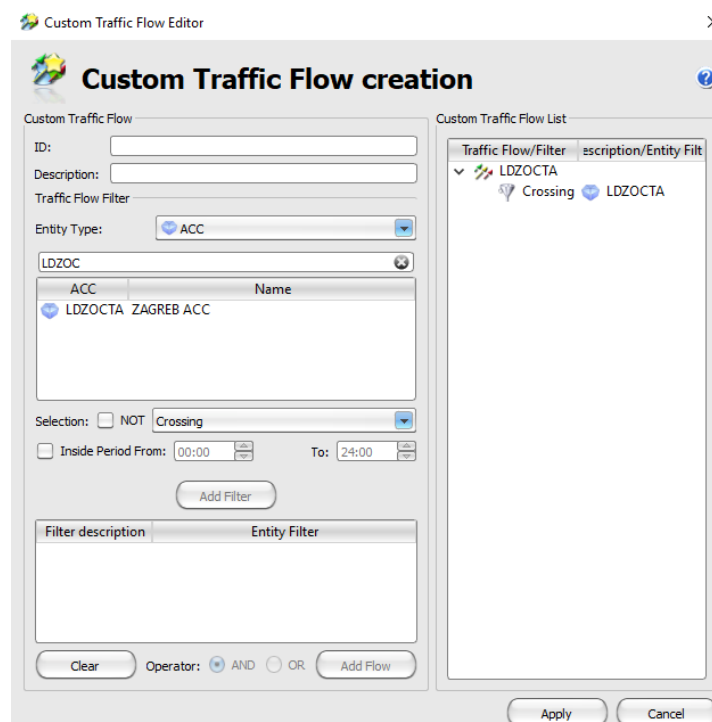 Custom Traffic Flow Editor
Custom Traffic Flow creation
Custom Traffic Flow
ID:
Description:
Traffic Flow Filter
Entity Type: ACC
LDZOC
ACC Name
LDZOCTA ZAGREB ACC
Selection: NOT Crossing
Inside Period From: 00:00 To: 24:00
Add Filter
Filter description Entity Filter
Clear Operator: AND OR Add Flow
Custom Traffic Flow List
Traffic Flow/Filter escription/Entity Filt
LDZOCTA
Crossing LDZOCTA
Apply Cancel